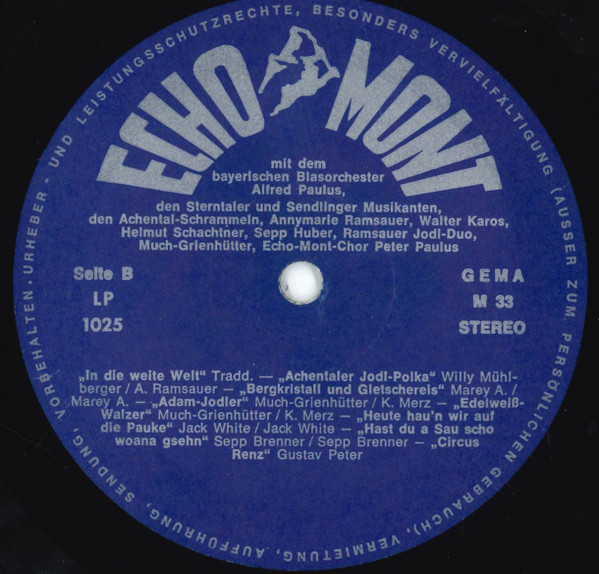 URHEBER - UND LEISTUNGSSCHUTZRECHTE, BESONDERS VERVIELFÄLTIGUNG (AUSSER ZUM PERSÖNLICHEN GEBRAUCH), VERMIETUNG, AUFFÜHRUNG, SENDUNG, VORBEHALTEN.
ECHO MONT
mit dem
bayerischen Blasorchester
Alfred Paulus,
den Sterntaler und Sendlinger Musikanten,
den Achental-Schrammeln, Annymarie Ramsauer, Walter Karos,
Helmut Schachtner, Sepp Huber, Ramsauer Jodl-Duo,
Much-Grienhütter, Echo-Mont-Chor Peter Paulus
Seite B
LP
1025
GEMA
M 33
STEREO
„In die weite Welt“ Tradd. — „Achentaler Jodl-Polka“ Willy Mühl-
berger / A. Ramsauer — „Bergkristall und Gletschereis“ Marey A./
Marey A. — „Adam-Jodler“ Much-Grienhütter / K. Merz — „Edelweiß-
Walzer“ Much-Grienhütter / K. Merz — „Heute hau'n wir auf
die Pauke“ Jack White / Jack White — „Hast du a Sau scho
woana gsehn“ Sepp Brenner / Sepp Brenner — „Circus
Renz“ Gustav Peter